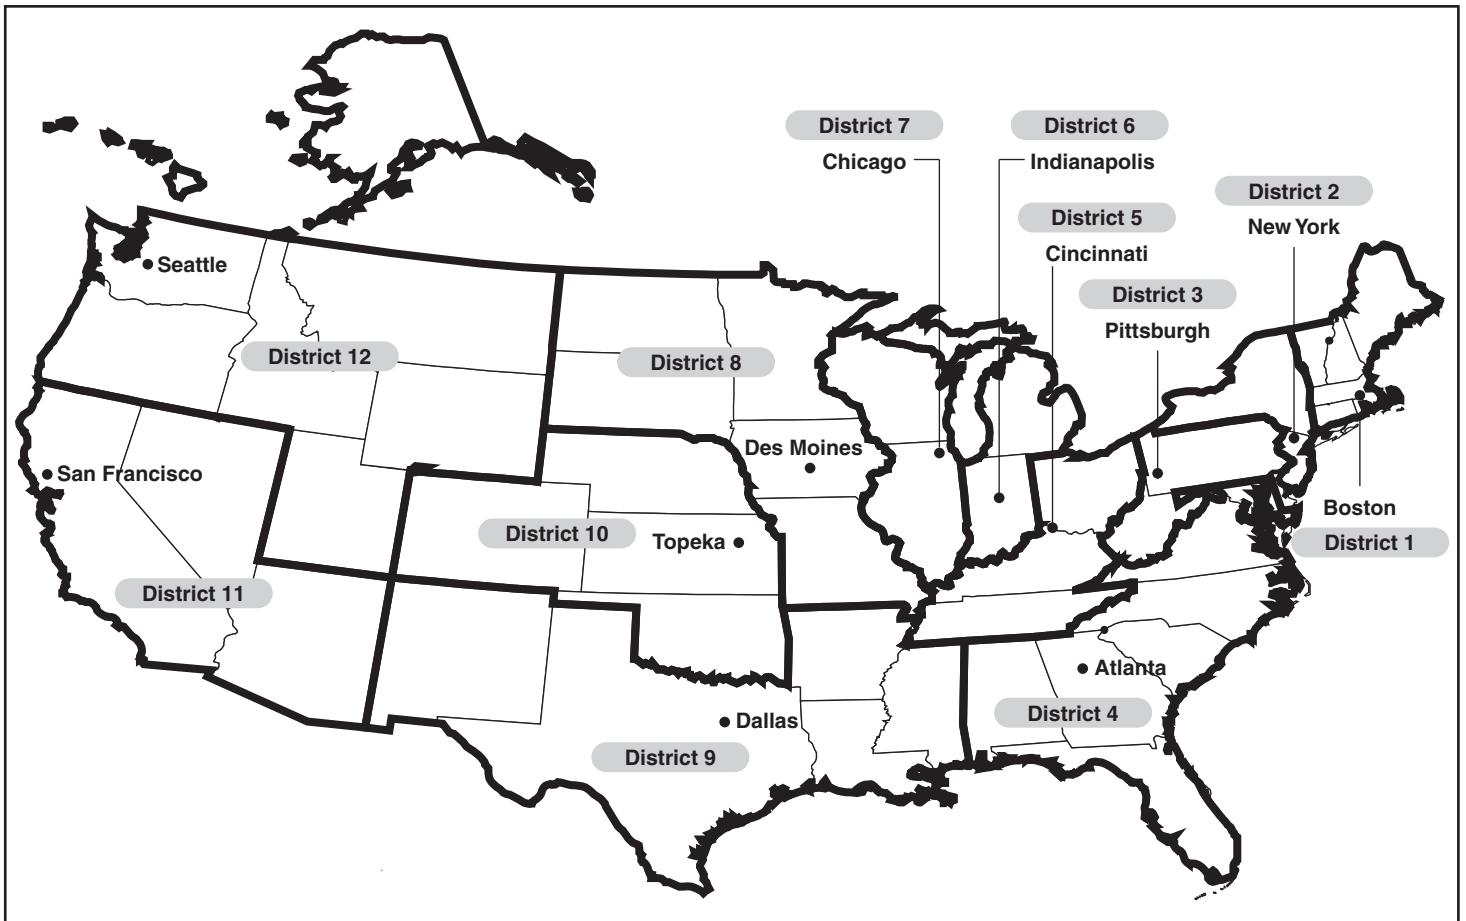 District 7
Chicago
District 6
Indianapolis
District 5
Cincinnati
District 2
New York
District 3
Pittsburgh
Seattle
District 12
District 8
Des Moines
San Francisco
District 10
Topeka
Boston
District 1
District 11
Atlanta
District 4
Dallas
District 9